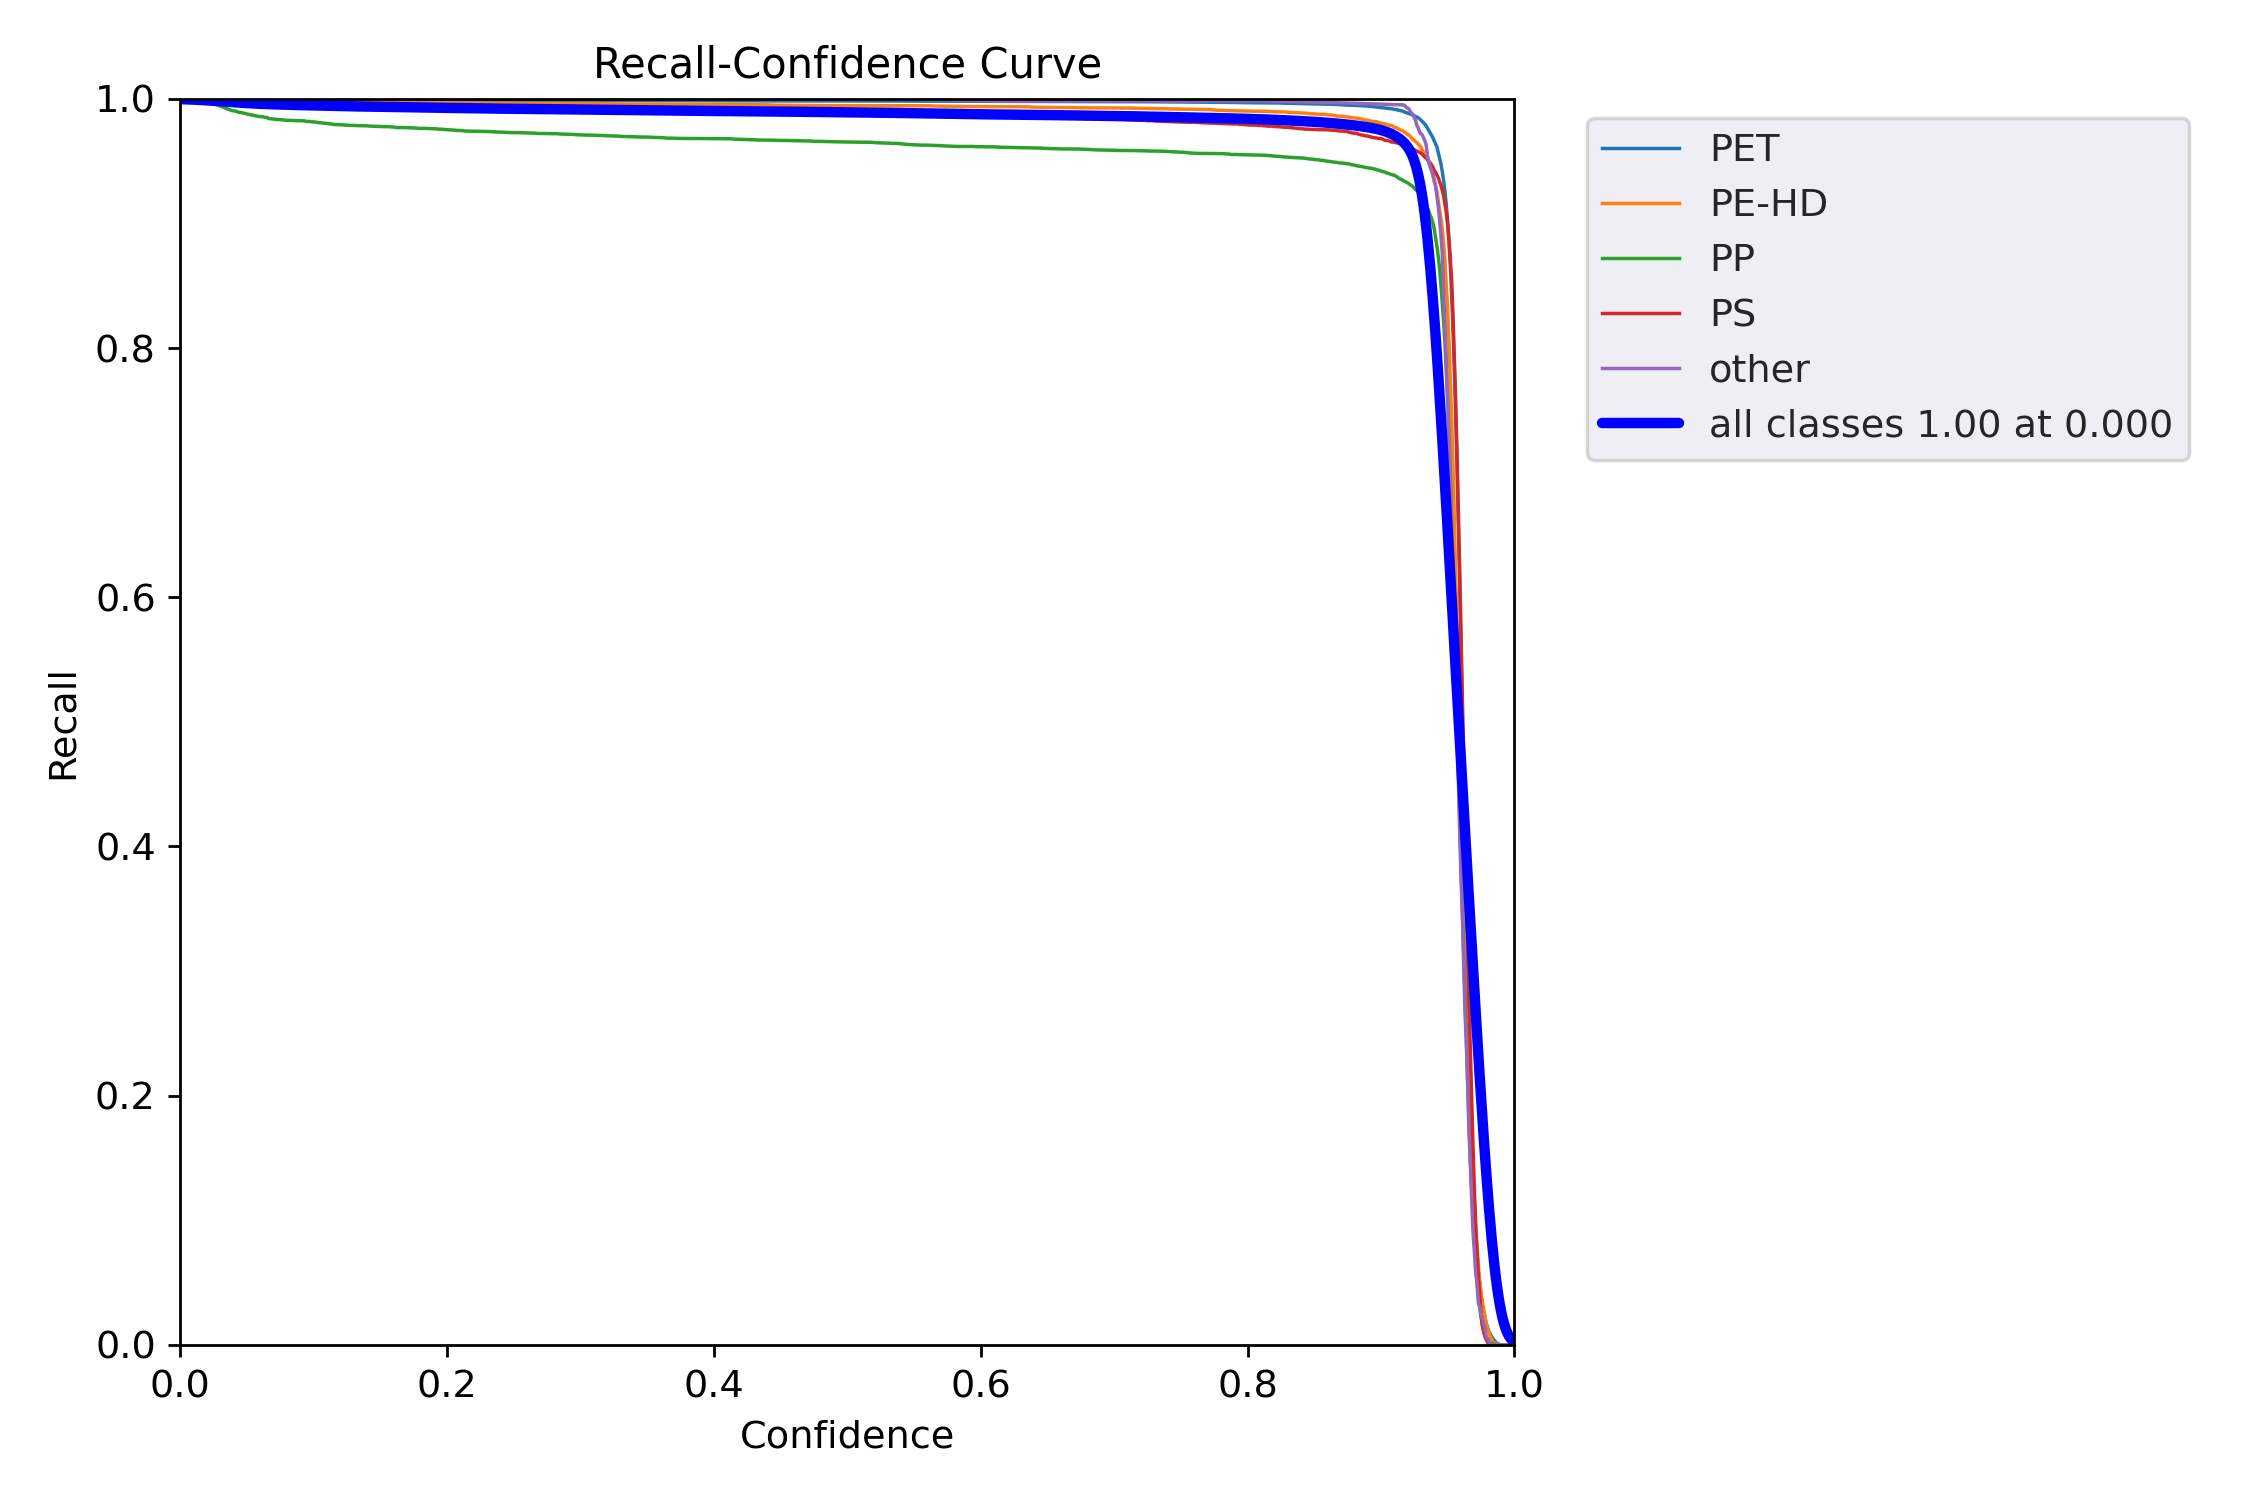 Recall-Confidence Curve
1.0
0.8
0.6
0.4
0.2
0.0
Recall
0.0 0.2 0.4 0.6 0.8 1.0
Confidence
PET
PE-HD
PP
PS
other
all classes 1.00 at 0.000